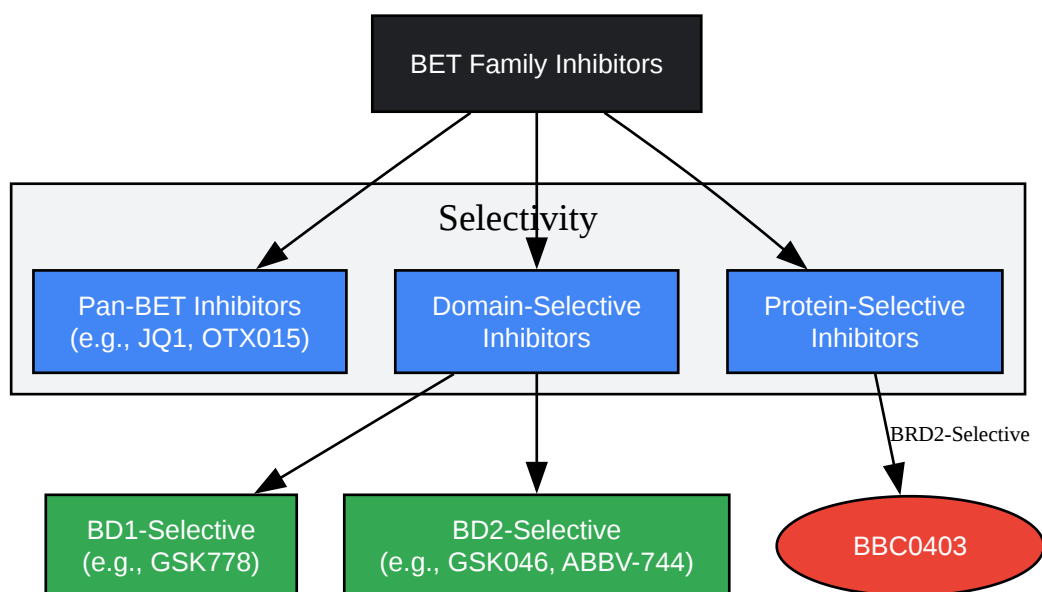 BET Family Inhibitors
Selectivity
Pan-BET Inhibitors
(e.g., JQ1, OTX015)
Domain-Selective
Inhibitors
Protein-Selective
Inhibitors
BRD2-Selective
BD1-Selective
(e.g., GSK778)
BD2-Selective
(e.g., GSK046, ABBV-744)
BBC0403